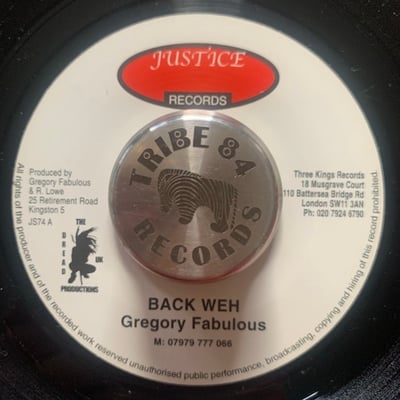 JUSTICE
RECORDS
TRIBE 84
RECORDS
Produced by
Gregory Fabulous
& R. Lowe
25 Retirement Road
Kingston 5
JS74 A
Three Kings Records
18 Musgrave Court
110 Battersea Bridge Rd
London SW11 3AN
Ph: 020 7924 6790
THE
DREAD
UK
PRODUCTIONS
BACK WEH
Gregory Fabulous
M: 07979 777 066
All rights of the producer and of the recorded work reserved unauthorised public performance, broadcasting, copying and hiring of this record prohibited.